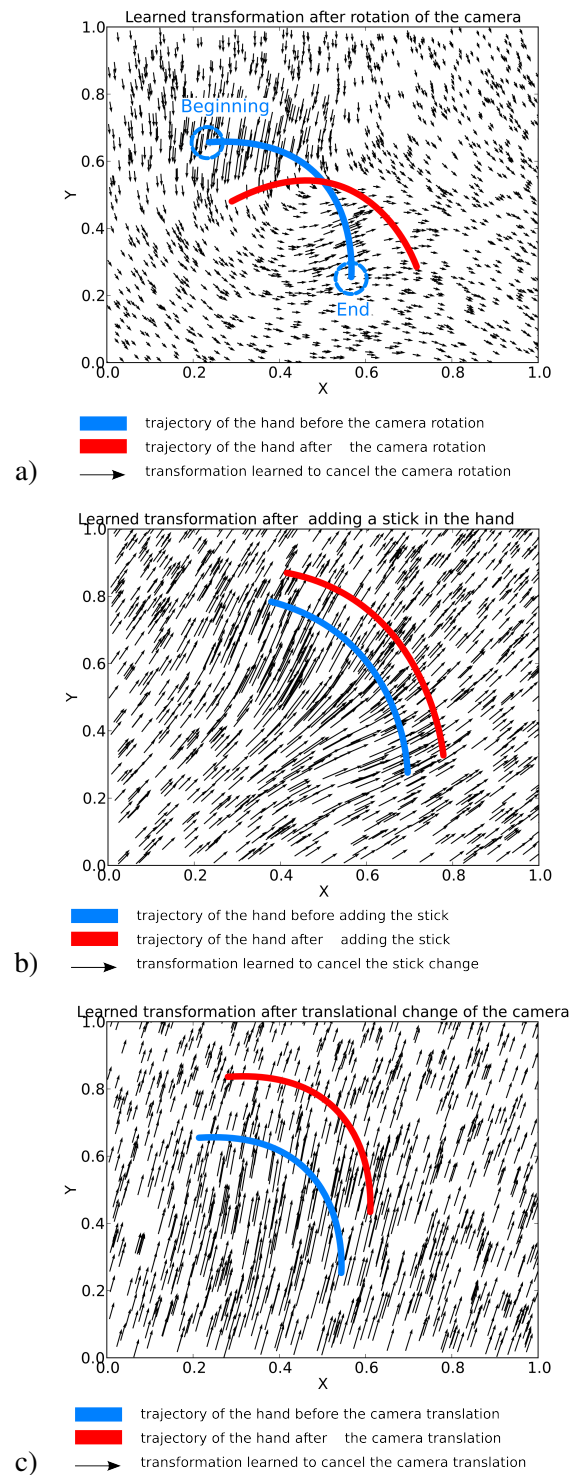 Learned transformation after rotation of the camera
1.0
0.8
0.6
0.4
0.2
0.0
Y
Beginning
End
0.0 0.2 0.4 0.6 0.8 1.0
X
trajectory of the hand before the camera rotation
trajectory of the hand after the camera rotation
a) transformation learned to cancel the camera rotation
Learned transformation after adding a stick in the hand
1.0
0.8
0.6
0.4
0.2
0.0
Y
0.0 0.2 0.4 0.6 0.8 1.0
X
trajectory of the hand before adding the stick
trajectory of the hand after adding the stick
b) transformation learned to cancel the stick change
Learned transformation after translational change of the camera
1.0
0.8
0.6
0.4
0.2
0.0
Y
0.0 0.2 0.4 0.6 0.8 1.0
X
trajectory of the hand before the camera translation
trajectory of the hand after the camera translation
c) transformation learned to cancel the camera translation